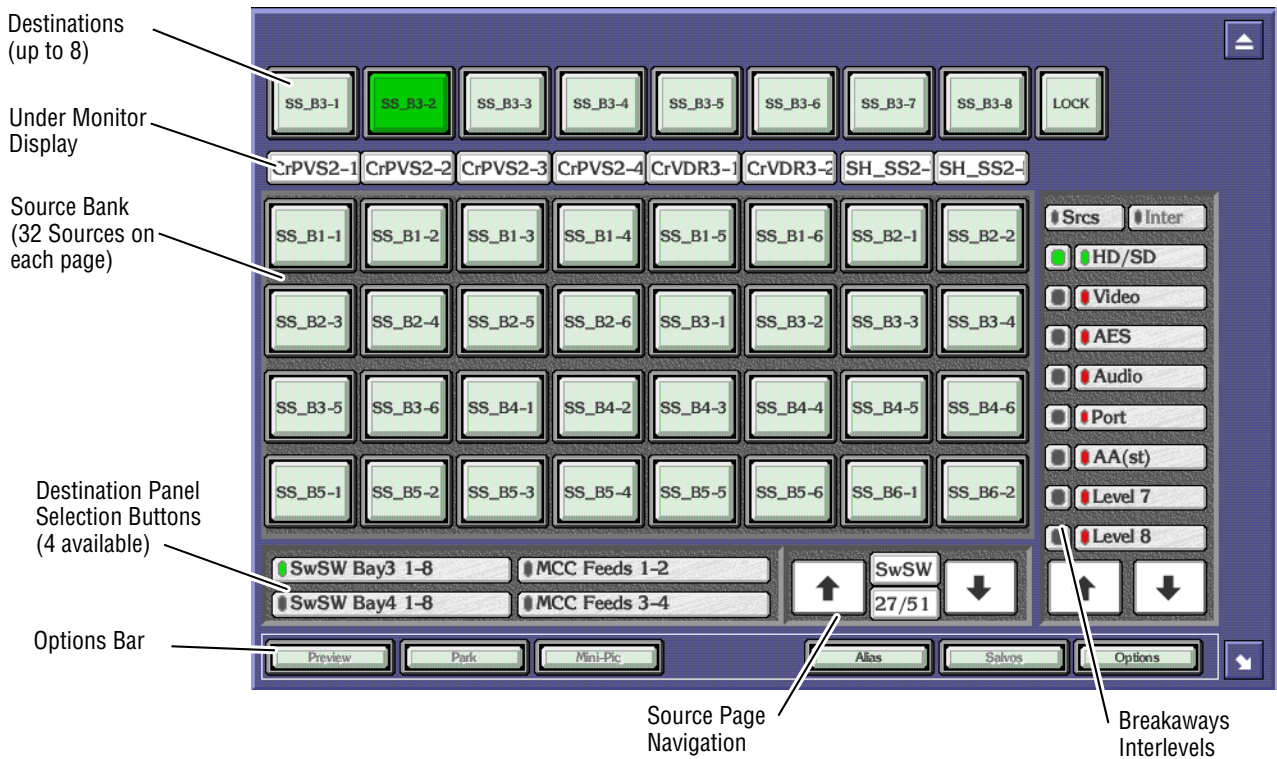 Destinations
(up to 8)
SS_B3-1 SS_B3-2 SS_B3-3 SS_B3-4 SS_B3-5 SS_B3-6 SS_B3-7 SS_B3-8 LOCK
Under Monitor
Display
CrPVS2-1 CrPVS2-2 CrPVS2-3 CrPVS2-4 CrVDR3-1 CrVDR3-2 SH_SS2- SH_SS2-
Source Bank
(32 Sources on
each page)
SS_B1-1 SS_B1-2 SS_B1-3 SS_B1-4 SS_B1-5 SS_B1-6 SS_B2-1 SS_B2-2
SS_B2-3 SS_B2-4 SS_B2-5 SS_B2-6 SS_B3-1 SS_B3-2 SS_B3-3 SS_B3-4
SS_B3-5 SS_B3-6 SS_B4-1 SS_B4-2 SS_B4-3 SS_B4-4 SS_B4-5 SS_B4-6
SS_B5-1 SS_B5-2 SS_B5-3 SS_B5-4 SS_B5-5 SS_B5-6 SS_B6-1 SS_B6-2
Srcs Inter
HD/SD
Video
AES
Audio
Port
AA(st)
Level 7
Level 8
Destination Panel
Selection Buttons
(4 available)
SwSW Bay3 1-8 MCC Feeds 1-2
SwSW Bay4 1-8 MCC Feeds 3-4
SwSW
27/51
Options Bar
Preview Park Mini-Pic Alias Salvos Options
Source Page
Navigation
Breakaways
Interlevels